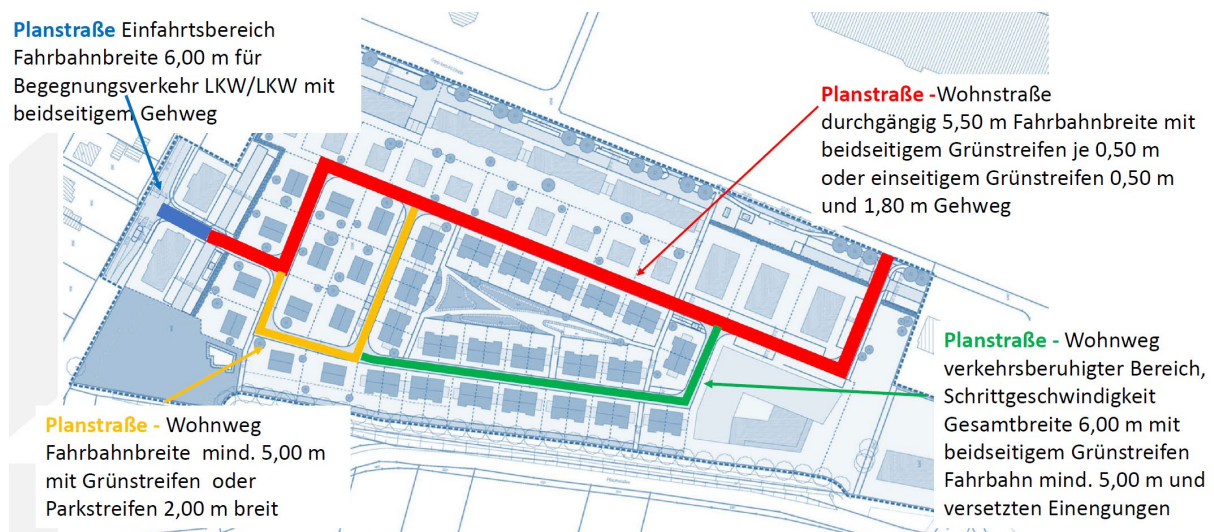 Planstraße Einfahrtsbereich
Fahrbahnbreite 6,00 m für
Begegnungsverkehr LKW/LKW mit
beidseitigem Gehweg
Planstraße -Wohnstraße
durchgängig 5,50 m Fahrbahnbreite mit
beidseitigem Grünstreifen je 0,50 m
oder einseitigem Grünstreifen 0,50 m
und 1,80 m Gehweg
Planstraße - Wohnweg
verkehrsberuhigter Bereich,
Schrittgeschwindigkeit
Gesamtbreite 6,00 m mit
beidseitigem Grünstreifen
Fahrbahn mind. 5,00 m und
versetzten Einengungen
Planstraße - Wohnweg
Fahrbahnbreite mind. 5,00 m
mit Grünstreifen oder
Parkstreifen 2,00 m breit